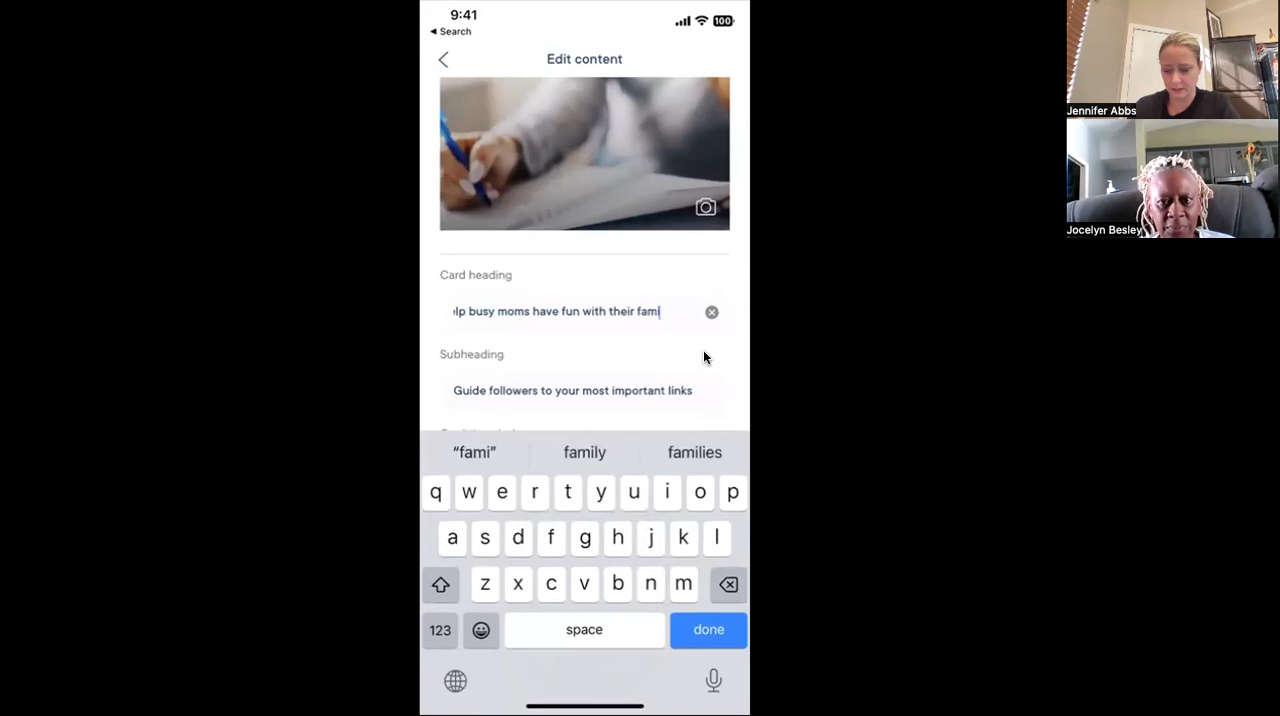 9:41
100
Search
Edit content
Card heading
lp busy moms have fun with their fami
Subheading
Guide followers to your most important links
“fami”
family
families
q w e r t y u i o p
a s d f g h j k l
z x c v b n m
123
space
done
Jennifer Abbs
Jocelyn Besley